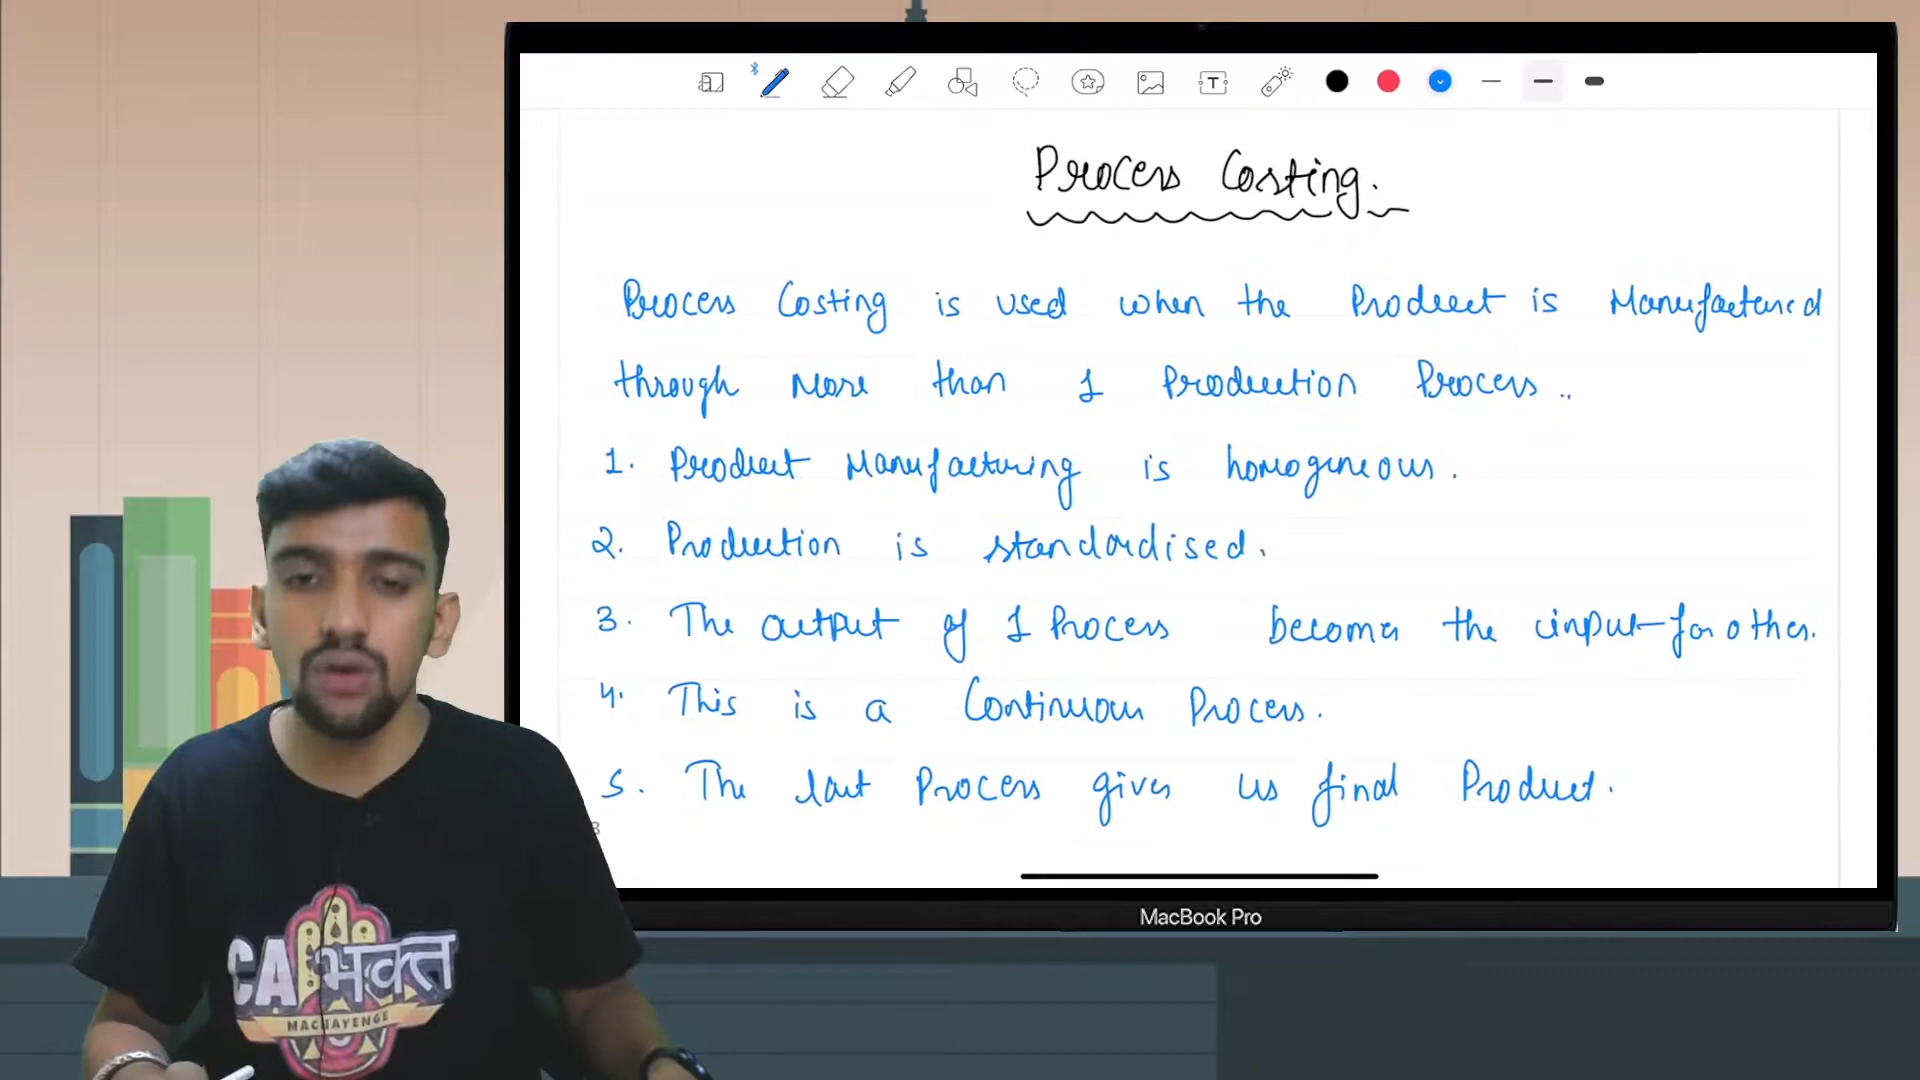 Process Costing.
Process Costing is used when the Product is Manufactured
through More than 1 Production Process..
1. Product Manufacturing is homogeneous.
2. Production is standardised.
3. The output of 1 Process becomes the input for other.
4. This is a Continuous Process.
5. The last Process gives us final Product.
MacBook Pro
CA भक्त
MACHAYENGE